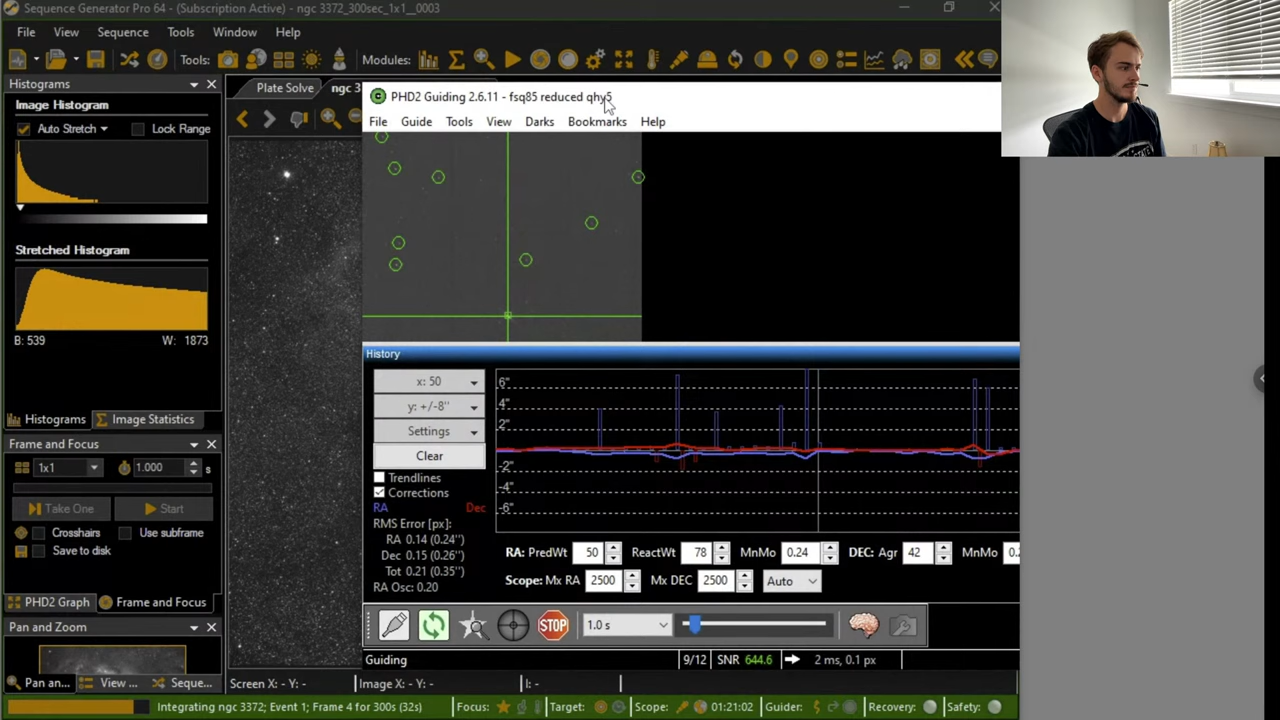 Sequence Generator Pro 64 - (Subscription Active) - ngc 3372_300sec_1x1__0003
File View Sequence Tools Window Help
Tools: Modules:
Histograms
Image Histogram
Auto Stretch Lock Range
Stretched Histogram
B: 539 W: 1873
Histograms Image Statistics
Frame and Focus
1x1 1.000 s
Take One Start
Crosshairs Use subframe
Save to disk
PHD2 Graph Frame and Focus
Pan and Zoom
Pan an... View ... Seque...
Plate Solve ngc 3
PHD2 Guiding 2.6.11 - fsq85 reduced qhy5
File Guide Tools View Darks Bookmarks Help
History
x: 50
y: +/-8''
Settings
Clear
Trendlines
Corrections
RA Dec
RMS Error [px]:
RA 0.14 (0.24'')
Dec 0.15 (0.26'')
Tot 0.21 (0.35'')
RA Osc: 0.20
6''
4''
2''
-2''
-4''
-6''
RA: PredWt 50 ReactWt 78 MnMo 0.24 DEC: Agr 42 MnMo
Scope: Mx RA 2500 Mx DEC 2500 Auto
STOP 1.0 s
Guiding 9/12 SNR 644.6 2 ms, 0.1 px
Screen X: - Y: - Image X: - Y: - I: -
Integrating ngc 3372; Event 1; Frame 4 for 300s (32s) Focus: Target: Scope: 01:21:02 Guider: Recovery: Safety: